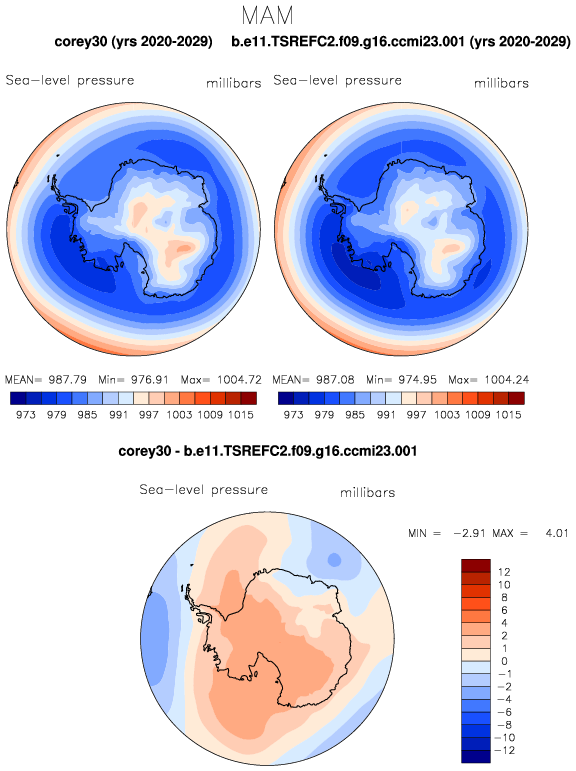 MAM
corey30 (yrs 2020-2029) b.e11.TSREFC2.f09.g16.ccmi23.001 (yrs 2020-2029)
Sea-level pressure millibars Sea-level pressure millibars
MEAN= 987.79 Min= 976.91 Max= 1004.72 MEAN= 987.08 Min= 974.95 Max= 1004.24
973 979 985 991 997 1003 1009 1015 973 979 985 991 997 1003 1009 1015
corey30 - b.e11.TSREFC2.f09.g16.ccmi23.001
Sea-level pressure millibars
MIN = -2.91 MAX = 4.01
12
10
8
6
4
2
1
0
-1
-2
-4
-6
-8
-10
-12